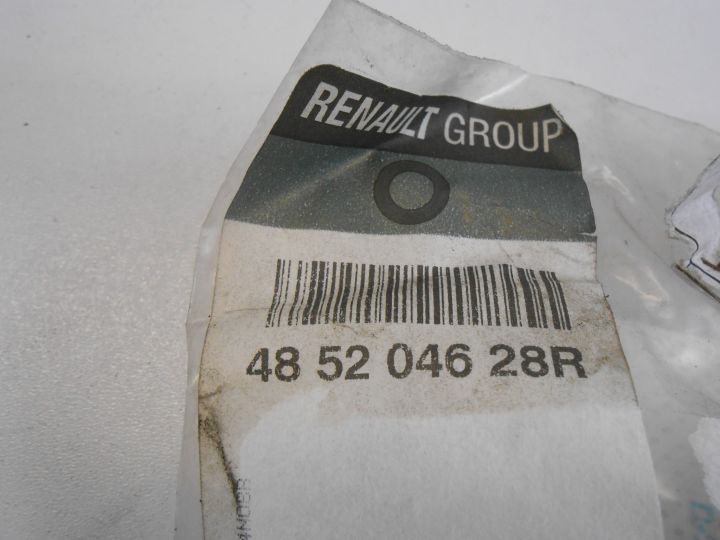 RENAULT GROUP
48 52 046 28R